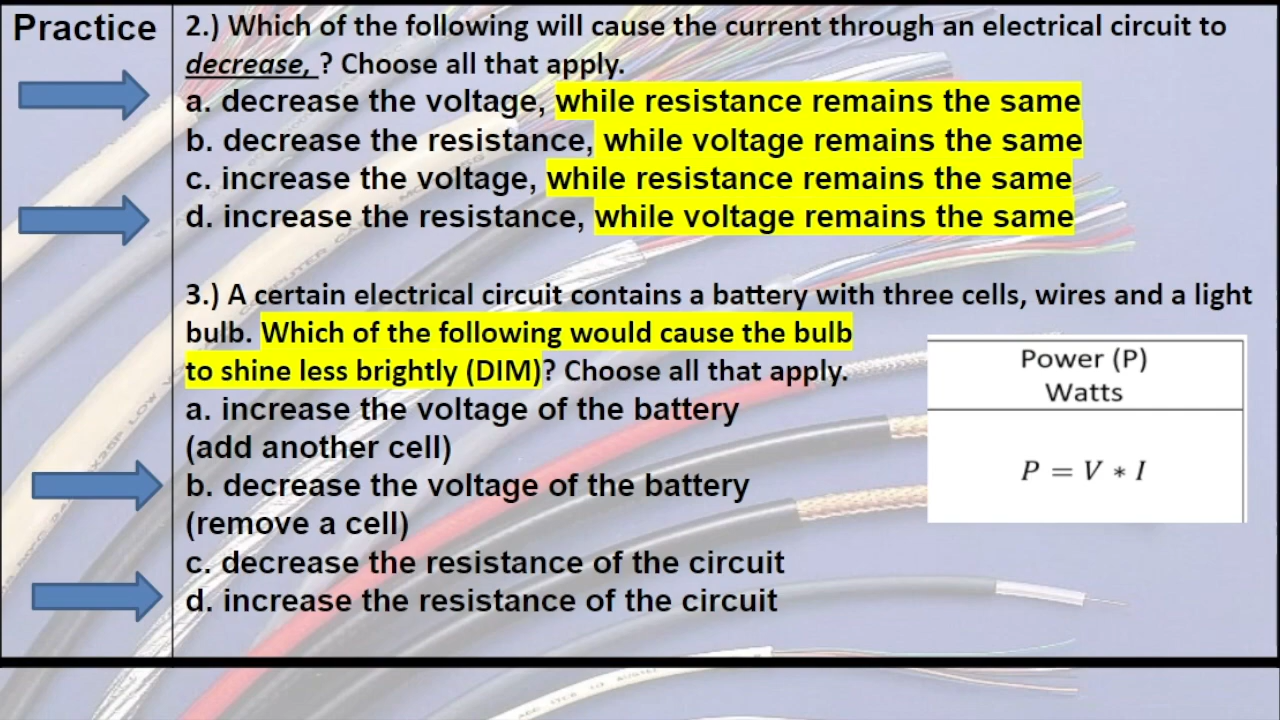 Practice
2.) Which of the following will cause the current through an electrical circuit to
decrease, ? Choose all that apply.
a. decrease the voltage, while resistance remains the same
b. decrease the resistance, while voltage remains the same
c. increase the voltage, while resistance remains the same
d. increase the resistance, while voltage remains the same
3.) A certain electrical circuit contains a battery with three cells, wires and a light
bulb. Which of the following would cause the bulb
to shine less brightly (DIM)? Choose all that apply.
a. increase the voltage of the battery
(add another cell)
b. decrease the voltage of the battery
(remove a cell)
c. decrease the resistance of the circuit
d. increase the resistance of the circuit
Power (P)
Watts
P = V * I